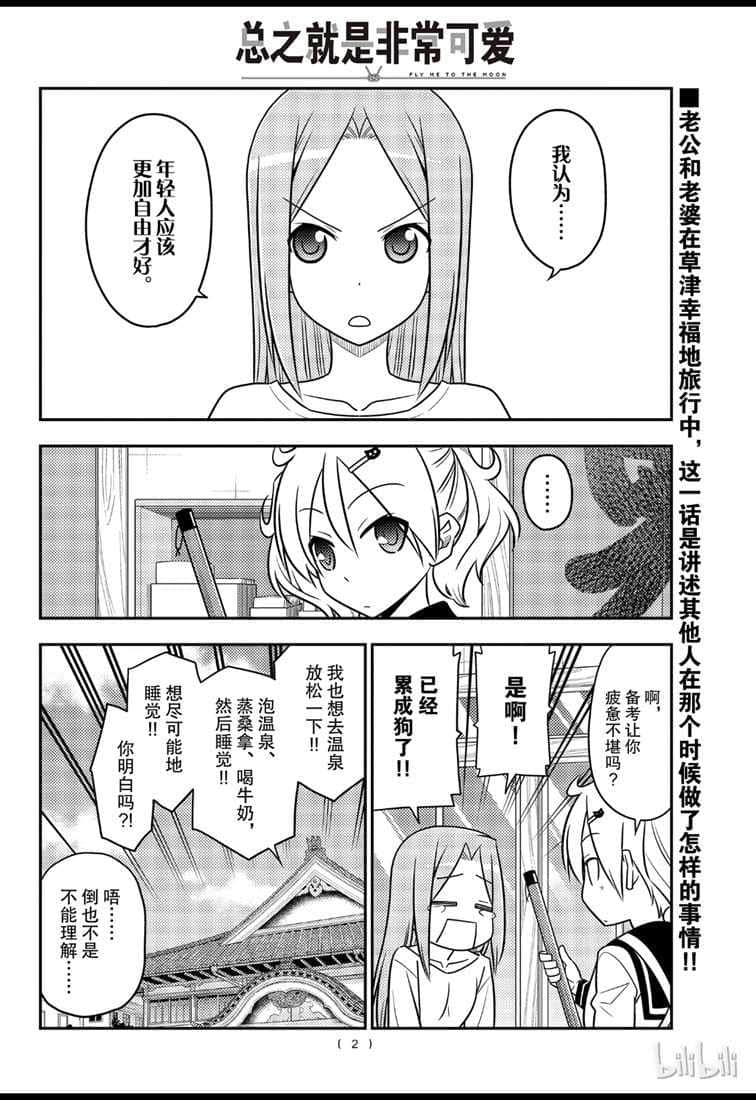 总之就是非常可爱
FLY ME TO THE MOON
■老公和老婆在草津幸福地旅行中，这一话是讲述其他人在那个时候做了怎样的事情!!
我认为……
年轻人应该
更加自由才好。
……
啊，
备考让你
疲惫不堪吗？
是啊！
已经
累成狗了!!
我也想去温泉
放松一下!!
泡温泉、
蒸桑拿、喝牛奶，
然后睡觉!!
想尽可能地
睡觉!!
你明白吗?!
唔……
倒也不是
不能理解……
( 2 )
bilibili